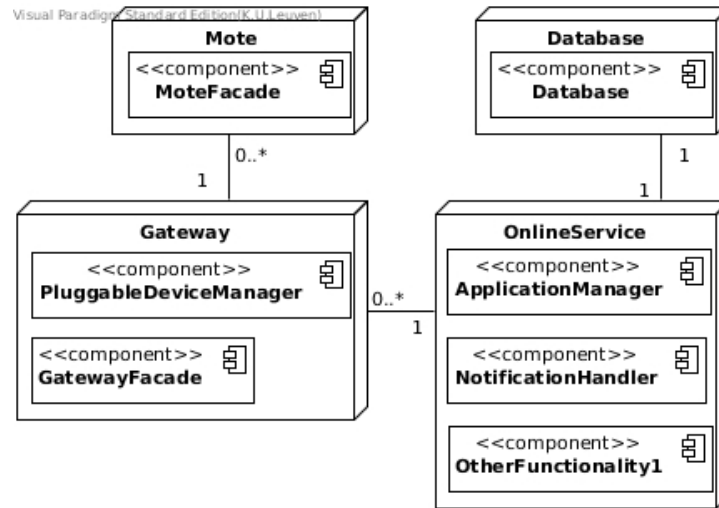 Visual Paradigm Standard Edition(K.U.Leuven)
Mote
<<component>>
MoteFacade
Database
<<component>>
Database
0..*
1
1
1
Gateway
<<component>>
PluggableDeviceManager
<<component>>
GatewayFacade
0..*
1
OnlineService
<<component>>
ApplicationManager
<<component>>
NotificationHandler
<<component>>
OtherFunctionality1